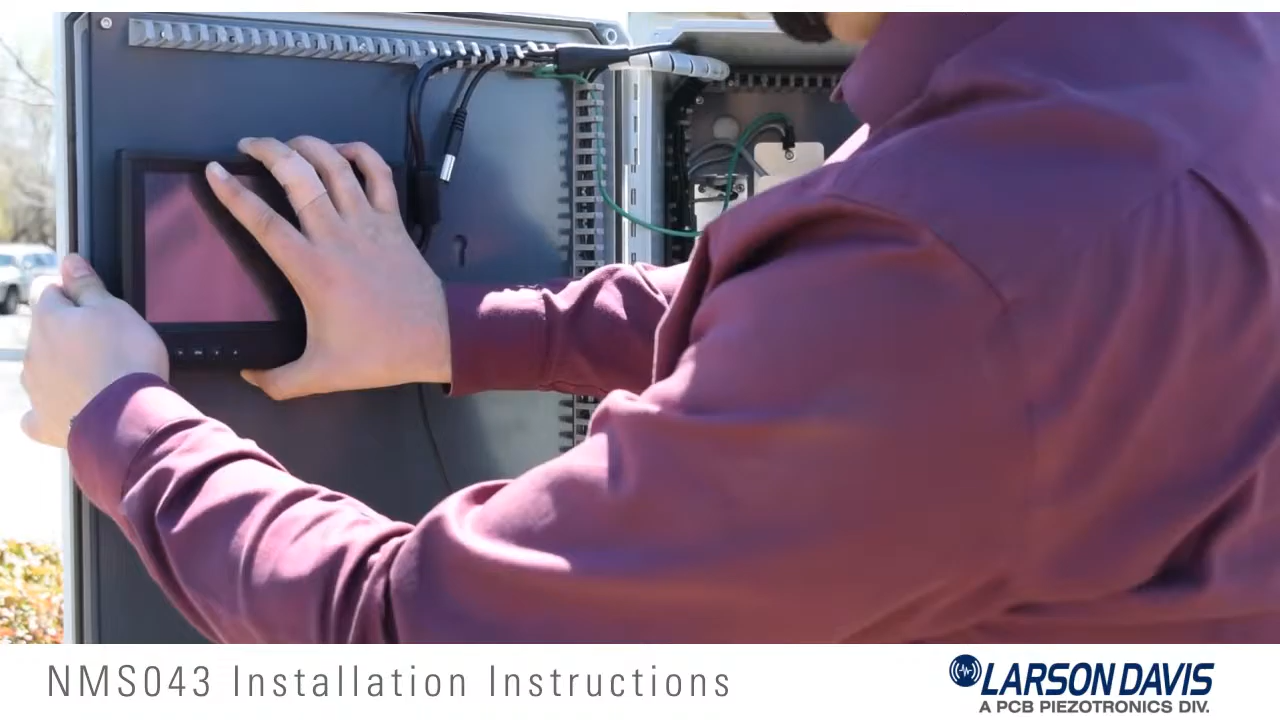 NMS043 Installation Instructions
LARSON DAVIS
A PCB PIEZOTRONICS DIV.